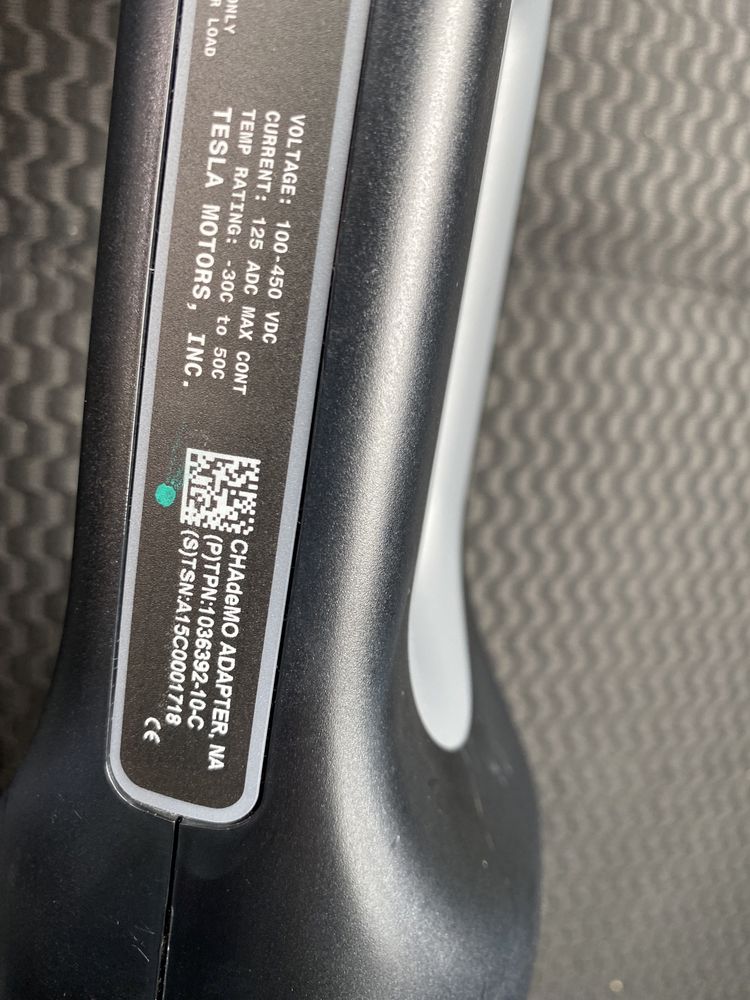 ONLY
R LOAD
VOLTAGE: 100-450 VDC
CURRENT: 125 ADC MAX CONT
TEMP RATING: -30C to 50C
TESLA MOTORS, INC.
CHAdeMO ADAPTER, NA
(P)TPN:1036392-10-C
(S)TSN:A15C0001718
CE